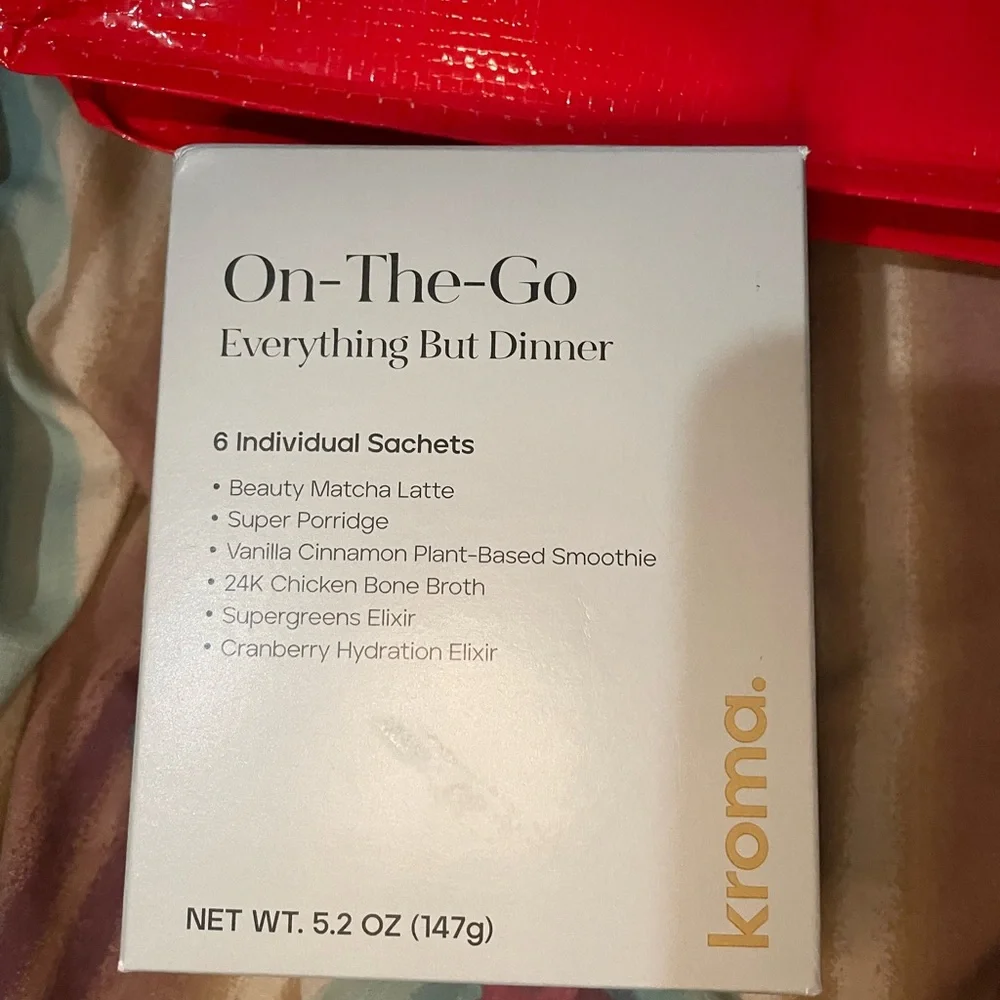 On-The-Go
Everything But Dinner
6 Individual Sachets
• Beauty Matcha Latte
• Super Porridge
• Vanilla Cinnamon Plant-Based Smoothie
• 24K Chicken Bone Broth
• Supergreens Elixir
• Cranberry Hydration Elixir
kroma.
NET WT. 5.2 OZ (147g)